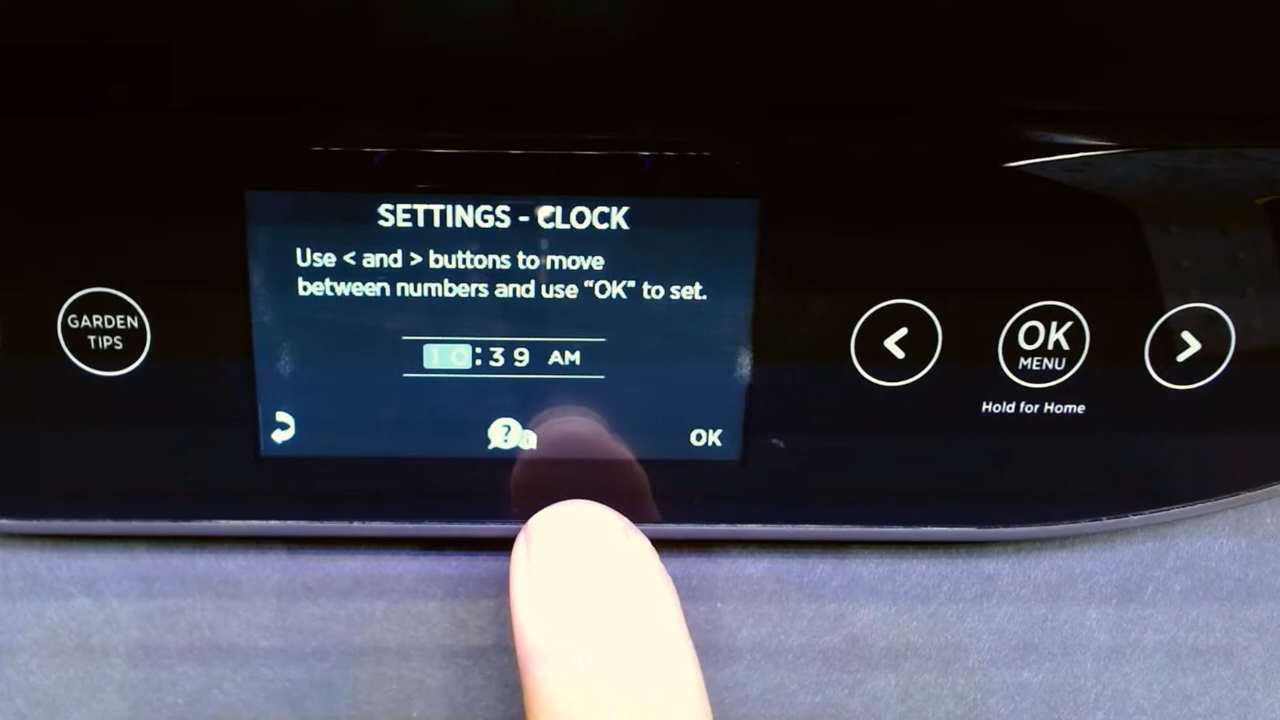 SETTINGS - CLOCK
Use < and > buttons to move
between numbers and use “OK” to set.
10:39 AM
? a
OK
GARDEN
TIPS
<
OK
MENU
Hold for Home
>